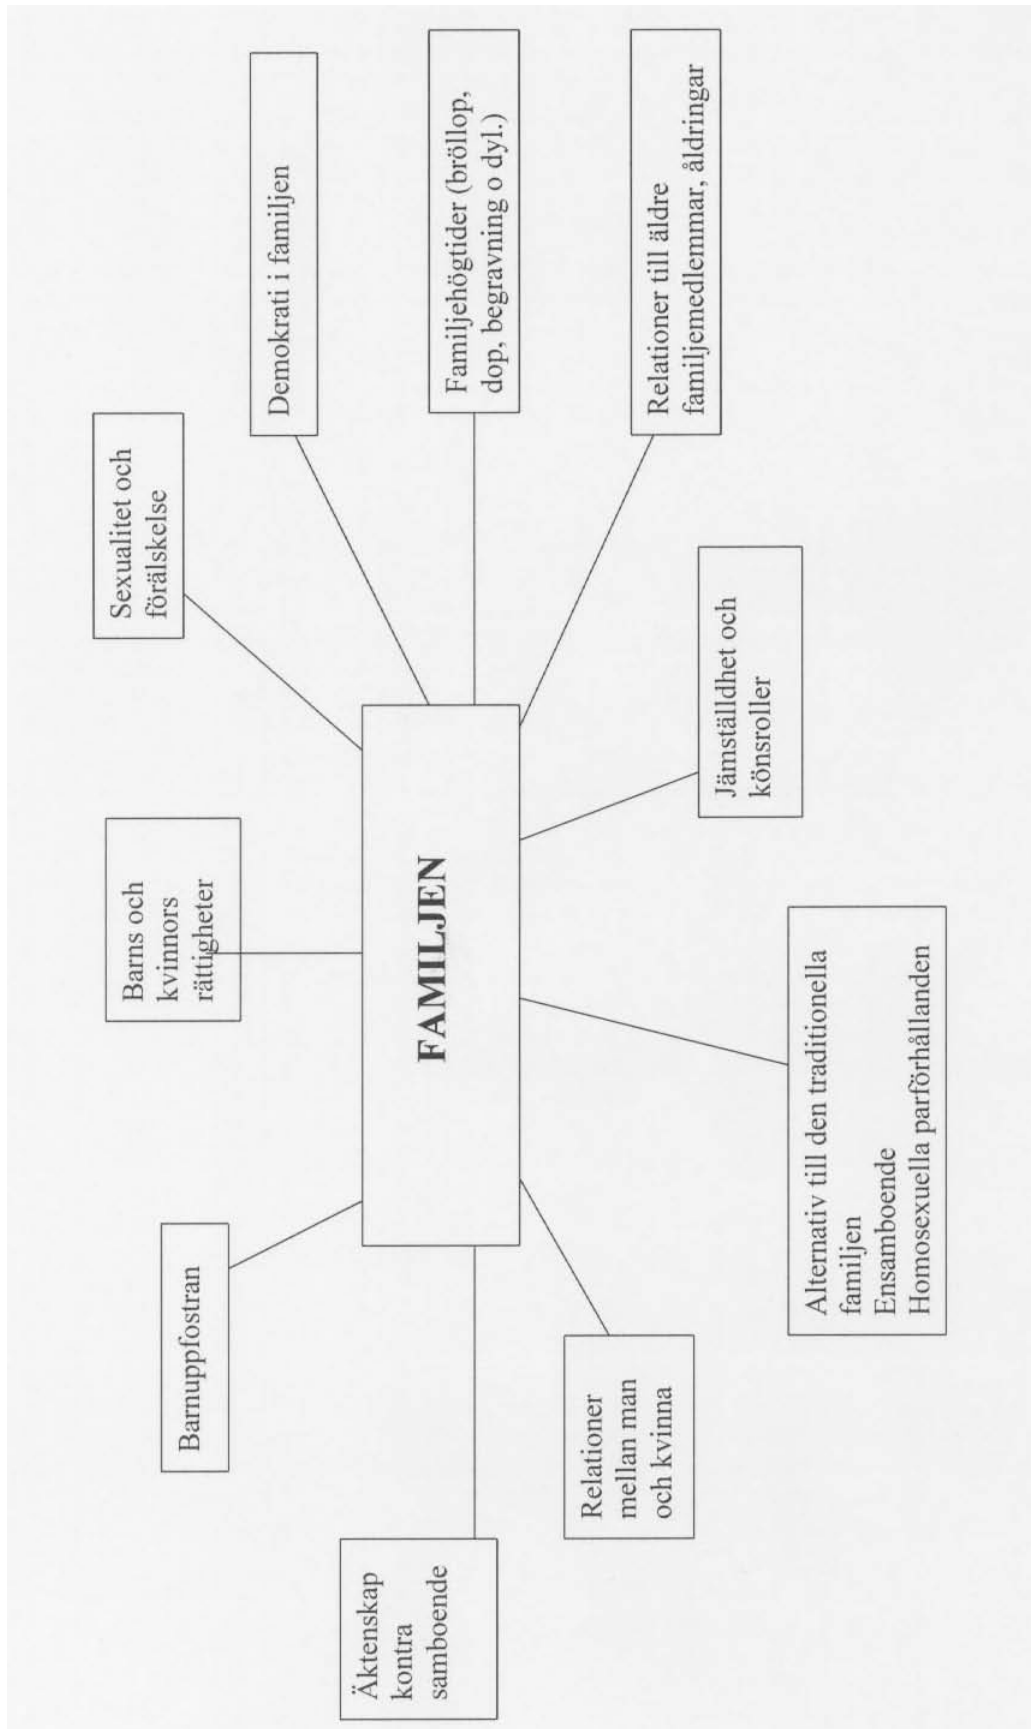 Sexualitet och
förälskelse
Barns och
kvinnors
rättigheter
Barnuppfostran
Demokrati i familjen
Äktenskap
kontra
samboende
FAMILJEN
Familjehögtider (bröllop,
dop, begravning o dyl.)
Relationer
mellan man
och kvinna
Relationer till äldre
familjemedlemmar, åldringar
Jämställdhet och
könsroller
Alternativ till den traditionella
familjen
Ensamboende
Homosexuella parförhållanden